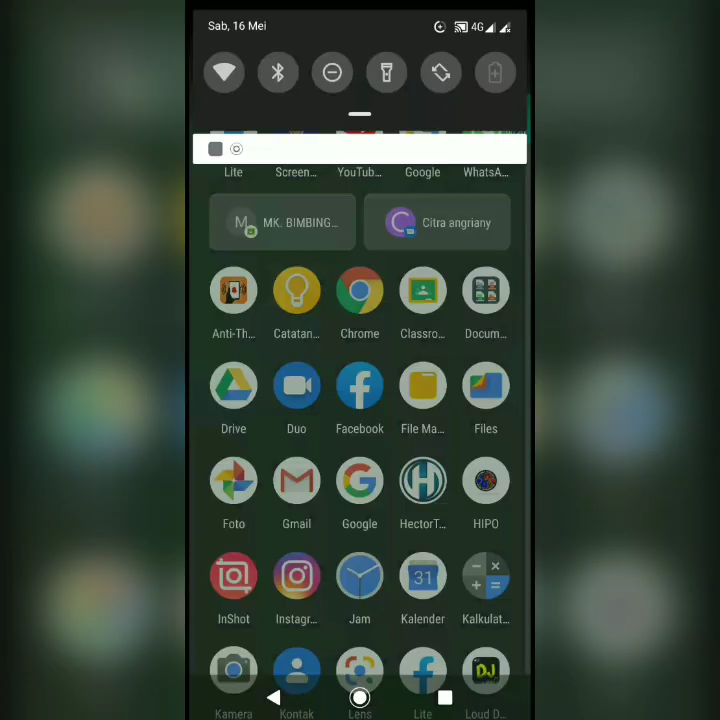 Sab, 16 Mei
4G
Lite Screen... YouTub... Google WhatsA...
M MK. BIMBING... C Citra angriany
Anti-Th... Catatan... Chrome Classro... Docum...
Drive Duo Facebook File Ma... Files
Foto Gmail Google HectorT... HIPO
31
InShot Instagr... Jam Kalender Kalkulat...
DJ
Kamera Kontak Lens Lite Loud D...